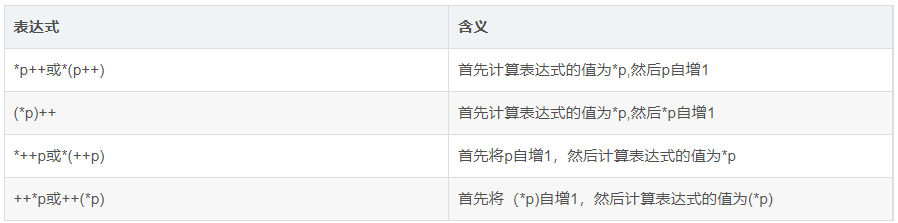 表达式 含义
*p++或*(p++) 首先计算表达式的值为*p,然后p自增1
(*p)++ 首先计算表达式的值为*p,然后*p自增1
*++p或*(++p) 首先将p自增1，然后计算表达式的值为*p
++*p或++(*p) 首先将（*p)自增1，然后计算表达式的值为(*p)